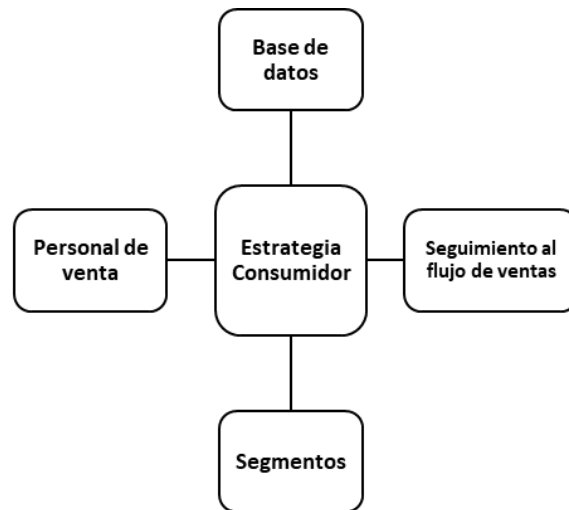 Base de
datos
Personal de
venta
Estrategia
Consumidor
Seguimiento al
flujo de ventas
Segmentos